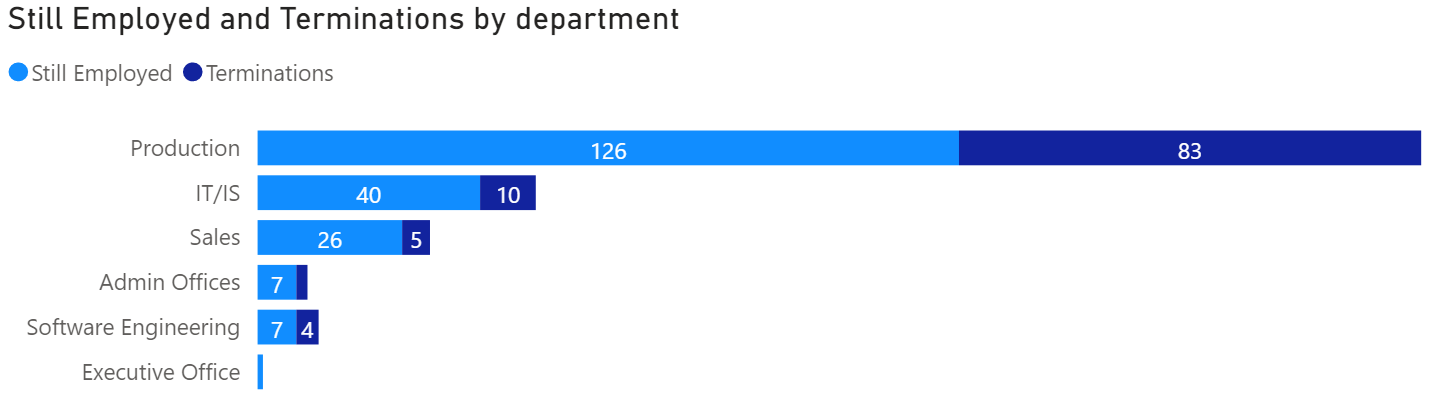 Still Employed and Terminations by department
Still Employed Terminations
Production 126 83
IT/IS 40 10
Sales 26 5
Admin Offices 7
Software Engineering 7 4
Executive Office